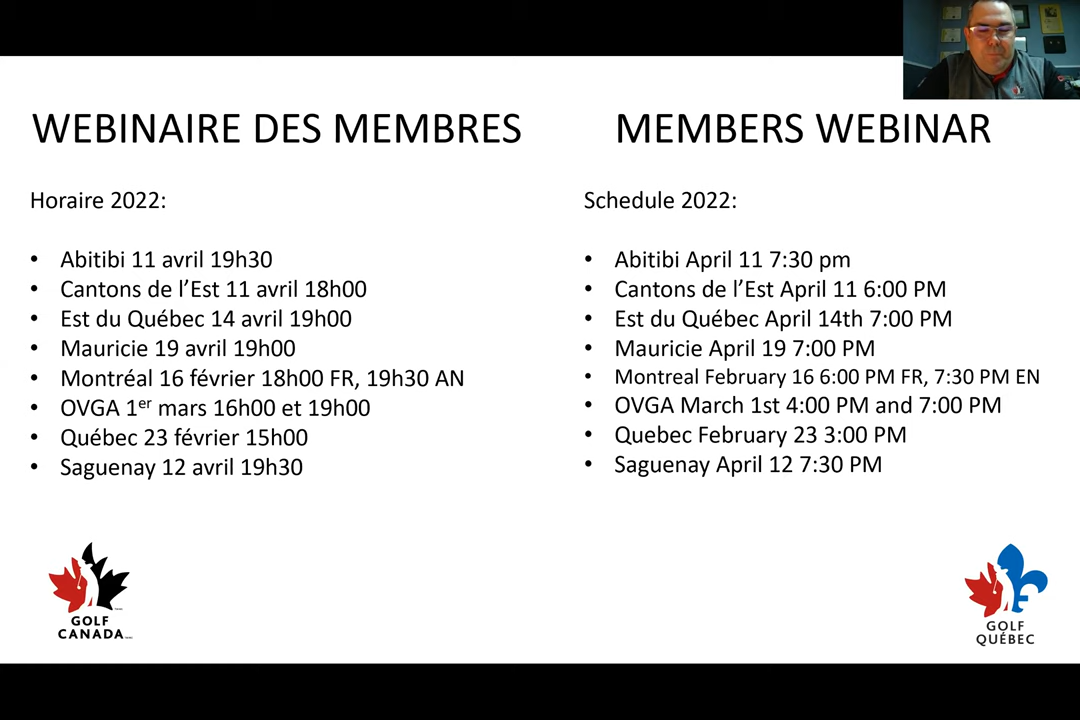 WEBINAIRE DES MEMBRES
Horaire 2022:
• Abitibi 11 avril 19h30
• Cantons de l’Est 11 avril 18h00
• Est du Québec 14 avril 19h00
• Mauricie 19 avril 19h00
• Montréal 16 février 18h00 FR, 19h30 AN
• OVGA 1er mars 16h00 et 19h00
• Québec 23 février 15h00
• Saguenay 12 avril 19h30
MEMBERS WEBINAR
Schedule 2022:
• Abitibi April 11 7:30 pm
• Cantons de l’Est April 11 6:00 PM
• Est du Québec April 14th 7:00 PM
• Mauricie April 19 7:00 PM
• Montreal February 16 6:00 PM FR, 7:30 PM EN
• OVGA March 1st 4:00 PM and 7:00 PM
• Quebec February 23 3:00 PM
• Saguenay April 12 7:30 PM
GOLF
CANADA
GOLF
QUÉBEC